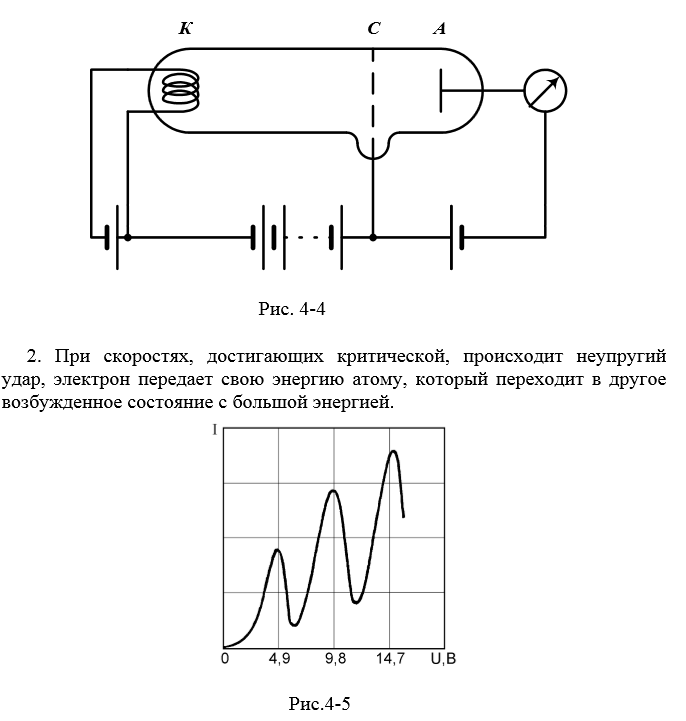 К С А
Рис. 4-4
2. При скоростях, достигающих критической, происходит неупругий
удар, электрон передает свою энергию атому, который переходит в другое
возбужденное состояние с большой энергией.
I
0 4,9 9,8 14,7 U,В
Рис.4-5